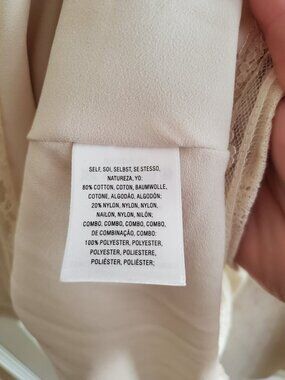 SELF, SOI, SELBST, SE STESSO,
NATUREZA, YO:
80% COTTON, COTON, BAUMWOLLE,
COTONE, ALGODÃO, ALGODÓN;
20% NYLON, NYLON, NYLON,
NAILON, NYLON, NILÓN;
COMBO, COMBO, COMBO, COMBO,
DE COMBINAÇÃO, COMBO:
100% POLYESTER, POLYESTER,
POLYESTER, POLIESTERE,
POLIÉSTER, POLIÉSTER;